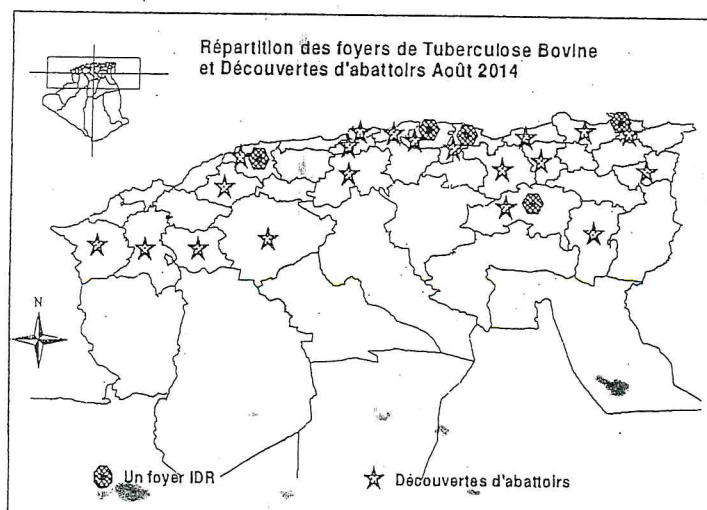 Répartition des foyers de Tuberculose Bovine
et Découvertes d'abattoirs Août 2014
N
Un foyer IDR
Découvertes d'abattoirs